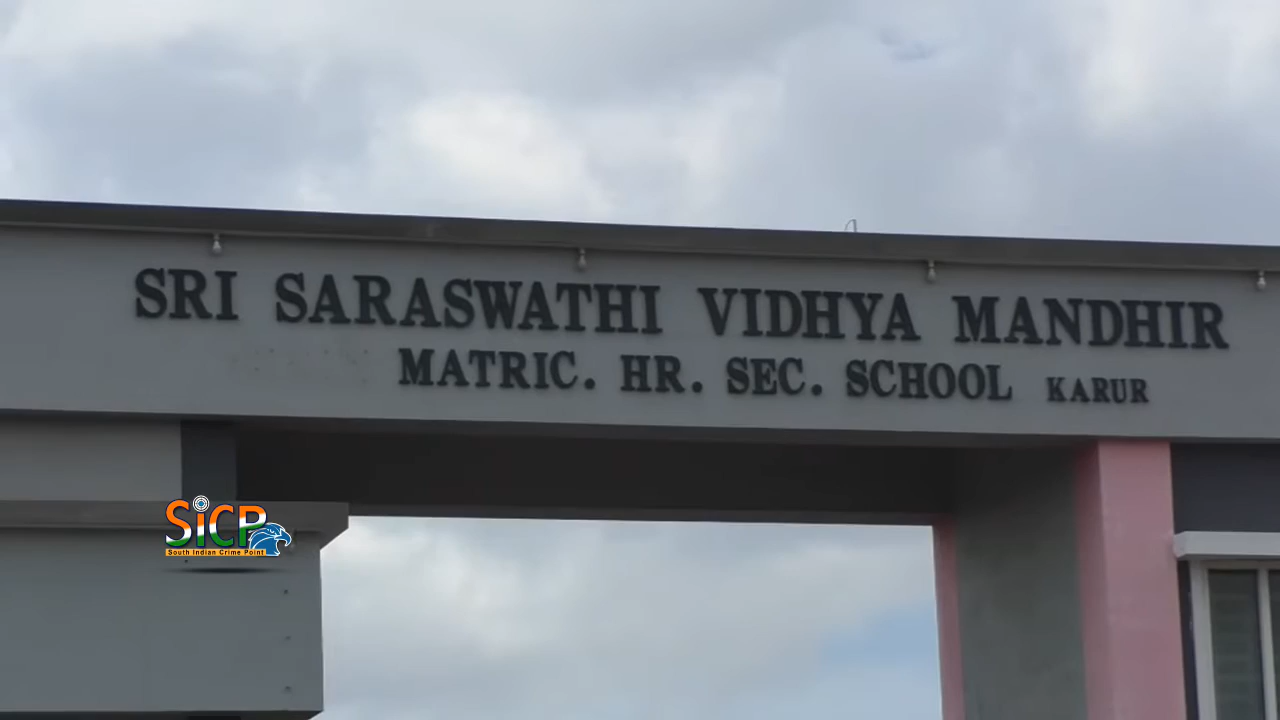 SRI SARASWATHI VIDHYA MANDHIR
MATRIC. HR. SEC. SCHOOL KARUR
SiCP
South Indian Crime Point